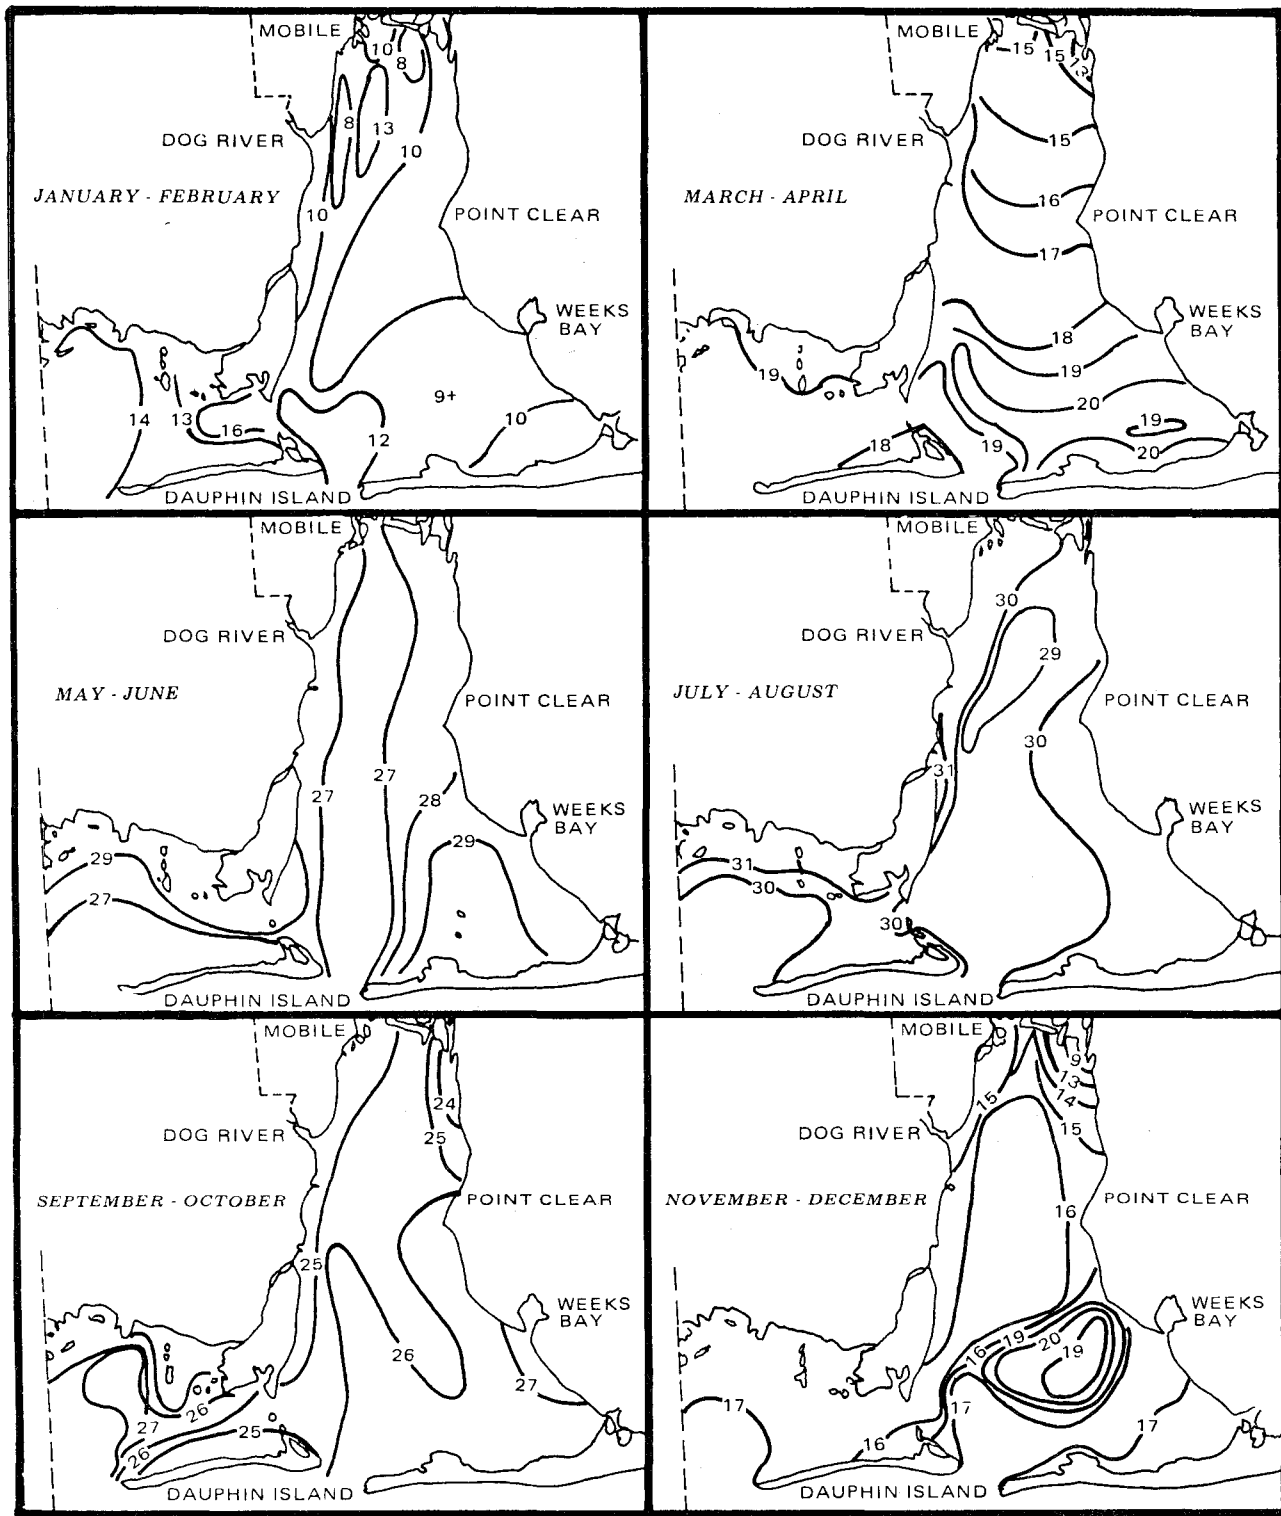 MOBILE
10
8
8
13
DOG RIVER
10
JANUARY - FEBRUARY
10
POINT CLEAR
WEEKS
BAY
9+
14
13
16
12
10
DAUPHIN ISLAND
MOBILE
15
15
DOG RIVER
15
MARCH - APRIL
16
POINT CLEAR
17
WEEKS
BAY
18
19
19
20
19
18
19
20
DAUPHIN ISLAND
MOBILE
DOG RIVER
MAY - JUNE
POINT CLEAR
27
27
28
WEEKS
BAY
29
29
27
DAUPHIN ISLAND
MOBILE
30
DOG RIVER
29
JULY - AUGUST
POINT CLEAR
30
31
WEEKS
BAY
31
30
30
DAUPHIN ISLAND
MOBILE
24
DOG RIVER
25
SEPTEMBER - OCTOBER
POINT CLEAR
25
WEEKS
BAY
26
27
26
27
25
26
DAUPHIN ISLAND
MOBILE
9
13
14
15
15
DOG RIVER
NOVEMBER - DECEMBER
16
POINT CLEAR
WEEKS
BAY
16
19
20
19
17
17
17
16
DAUPHIN ISLAND